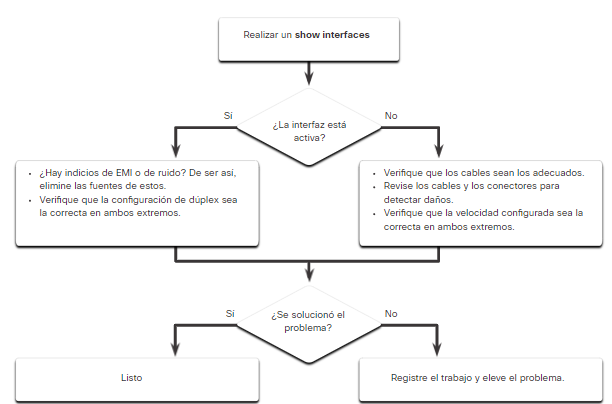 Realizar un show interfaces
¿La interfaz está
activa?
Sí
No
¿Hay indicios de EMI o de ruido? De ser así,
elimine las fuentes de estos.
Verifique que la configuración de dúplex sea
la correcta en ambos extremos.
Verifique que los cables sean los adecuados.
Revise los cables y los conectores para
detectar daños.
Verifique que la velocidad configurada sea la
correcta en ambos extremos.
¿Se solucionó el
problema?
Sí
No
Listo
Registre el trabajo y eleve el problema.